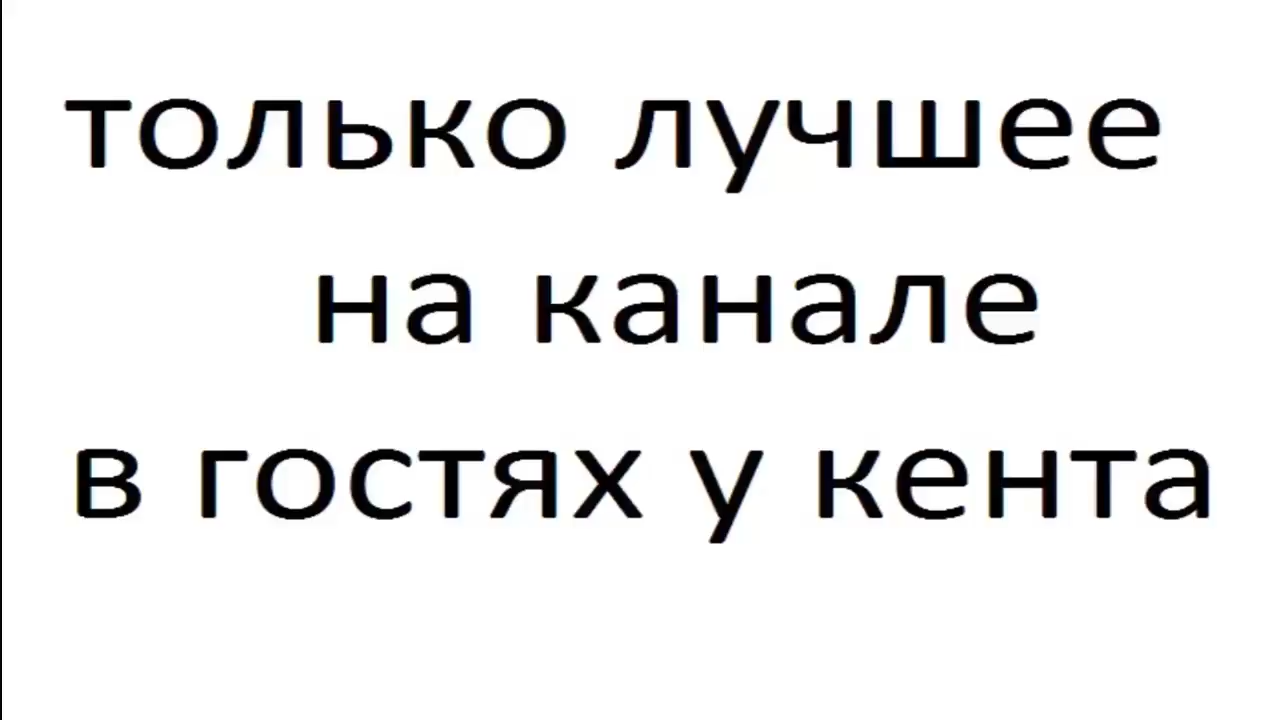 только лучшее
на канале
в гостях у кента